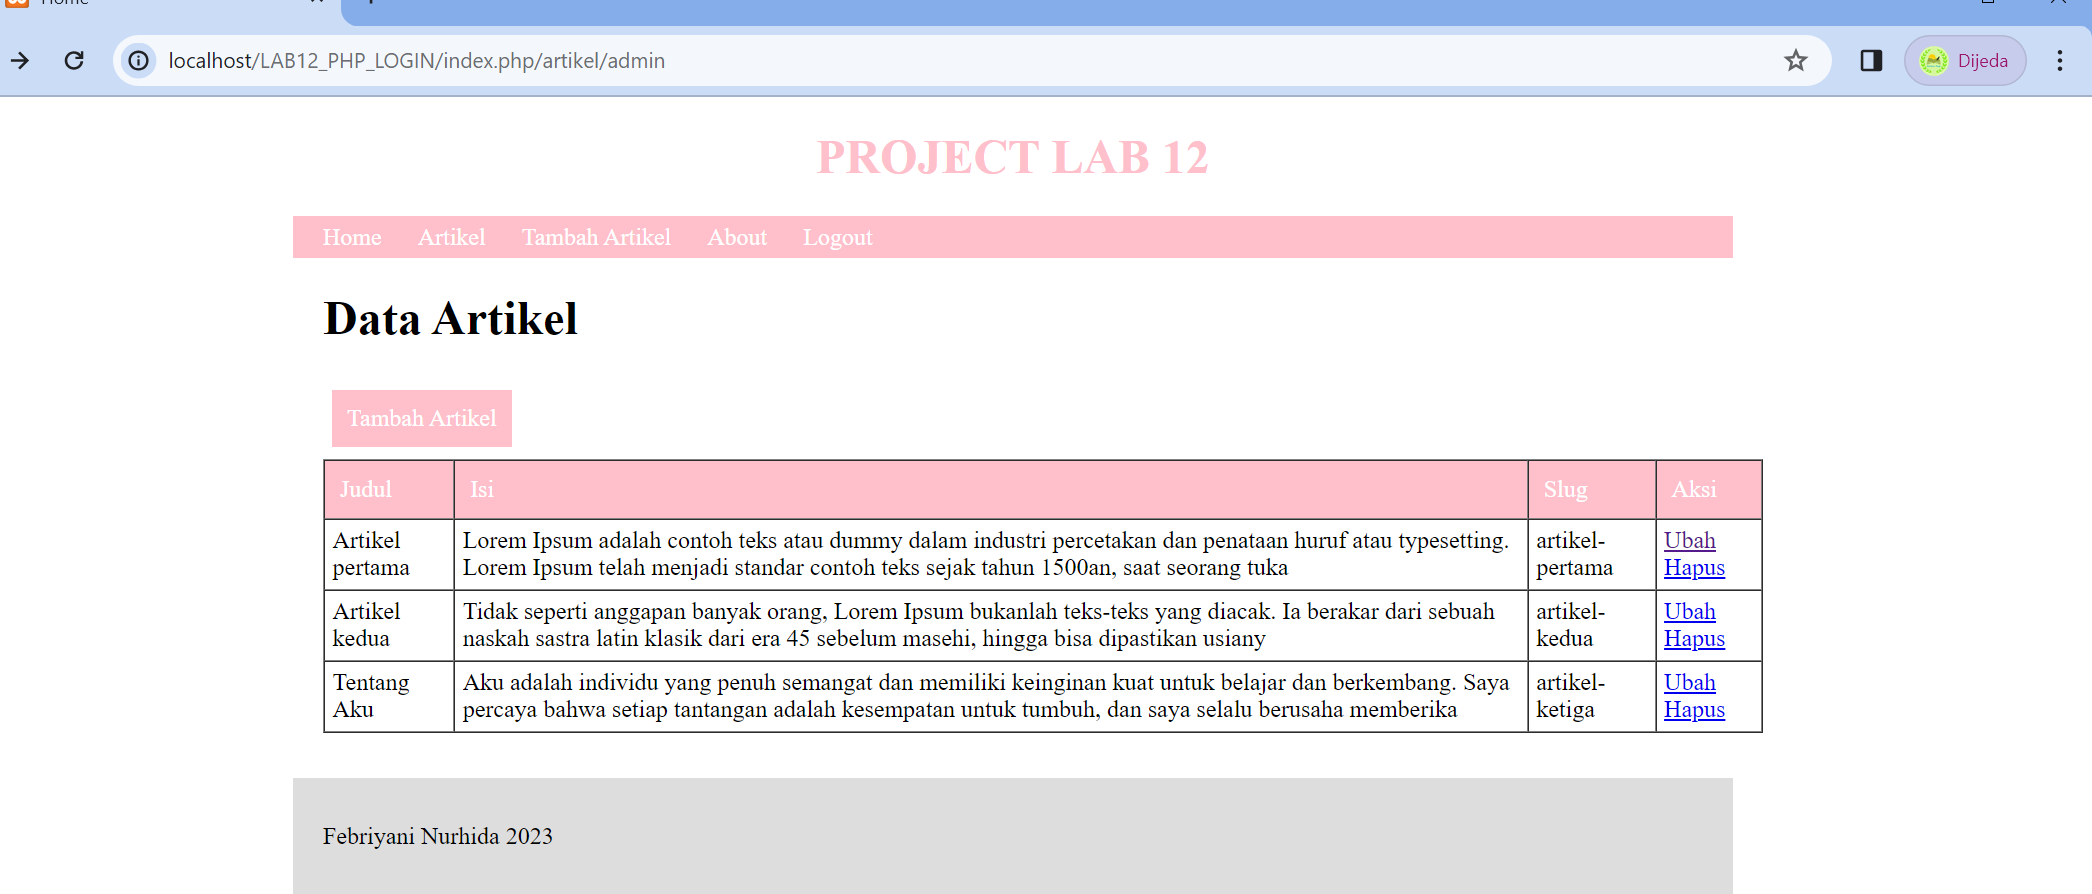 Home
localhost/LAB12_PHP_LOGIN/index.php/artikel/admin
Dijeda
PROJECT LAB 12
Home Artikel Tambah Artikel About Logout
Data Artikel
Tambah Artikel
Judul Isi Slug Aksi
Artikel pertama Lorem Ipsum adalah contoh teks atau dummy dalam industri percetakan dan penataan huruf atau typesetting. Lorem Ipsum telah menjadi standar contoh teks sejak tahun 1500an, saat seorang tuka artikel-pertama Ubah Hapus
Artikel kedua Tidak seperti anggapan banyak orang, Lorem Ipsum bukanlah teks-teks yang diacak. Ia berakar dari sebuah naskah sastra latin klasik dari era 45 sebelum masehi, hingga bisa dipastikan usiany artikel-kedua Ubah Hapus
Tentang Aku Aku adalah individu yang penuh semangat dan memiliki keinginan kuat untuk belajar dan berkembang. Saya percaya bahwa setiap tantangan adalah kesempatan untuk tumbuh, dan saya selalu berusaha memberika artikel-ketiga Ubah Hapus
Febriyani Nurhida 2023